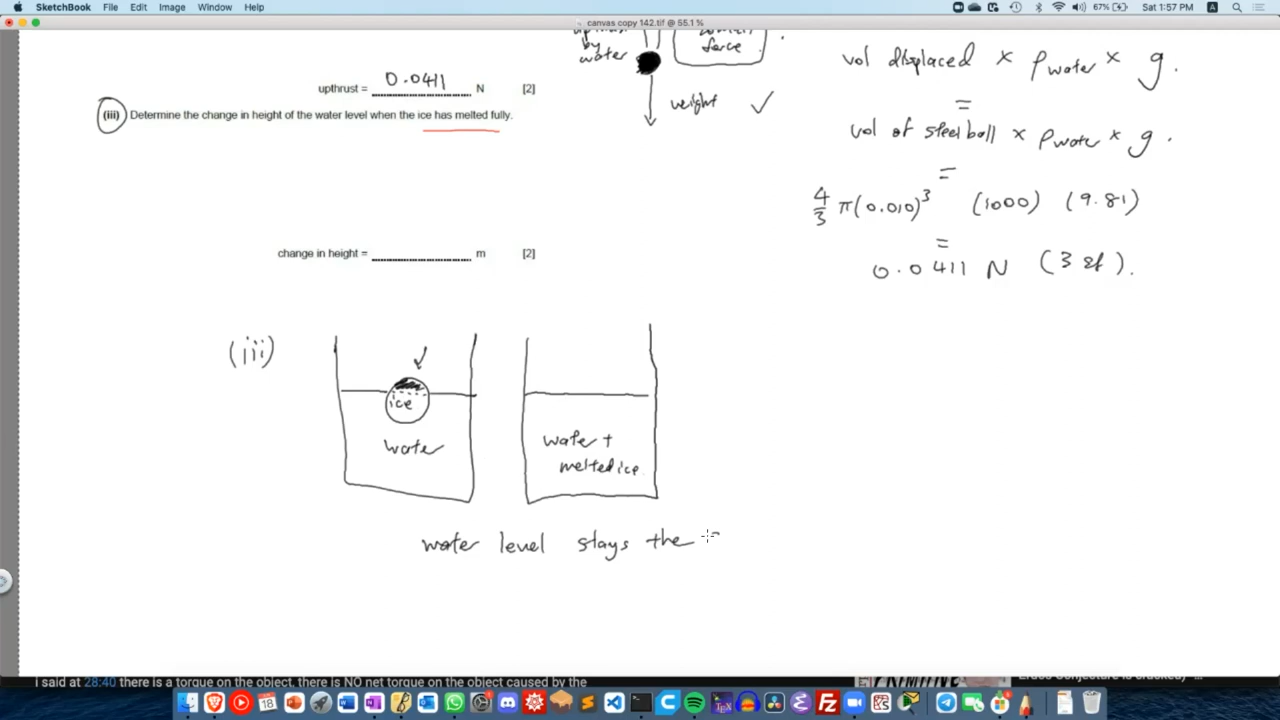 SketchBook File Edit Image Window Help
67% Sat 1:57 PM
canvas copy 142.tif @ 55.1 %
by
water
force
weight ✓
upthrust = 0.0411 N [2]
(iii) Determine the change in height of the water level when the ice has melted fully.
change in height = N m [2]
vol displaced × ρwater × g.
=
vol of steel ball × ρwater × g.
=
4/3 π(0.010)³ (1000) (9.81)
=
0.0411 N (3 sf).
(iii)
ice
water
water +
melted ice
water level stays the
I said at 28:40 there is a torque on the object, there is NO net torque on the object caused by the